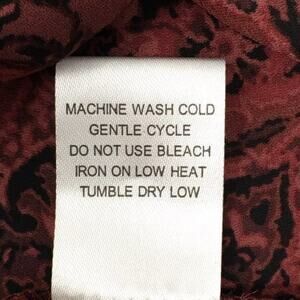 MACHINE WASH COLD
GENTLE CYCLE
DO NOT USE BLEACH
IRON ON LOW HEAT
TUMBLE DRY LOW